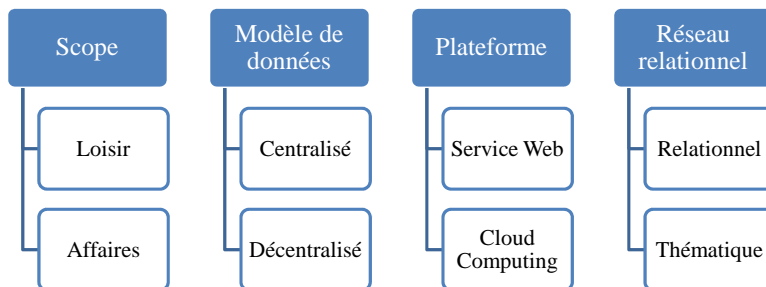 Scope
Loisir
Affaires
Modèle de
données
Centralisé
Décentralisé
Plateforme
Service Web
Cloud
Computing
Réseau
relationnel
Relationnel
Thématique